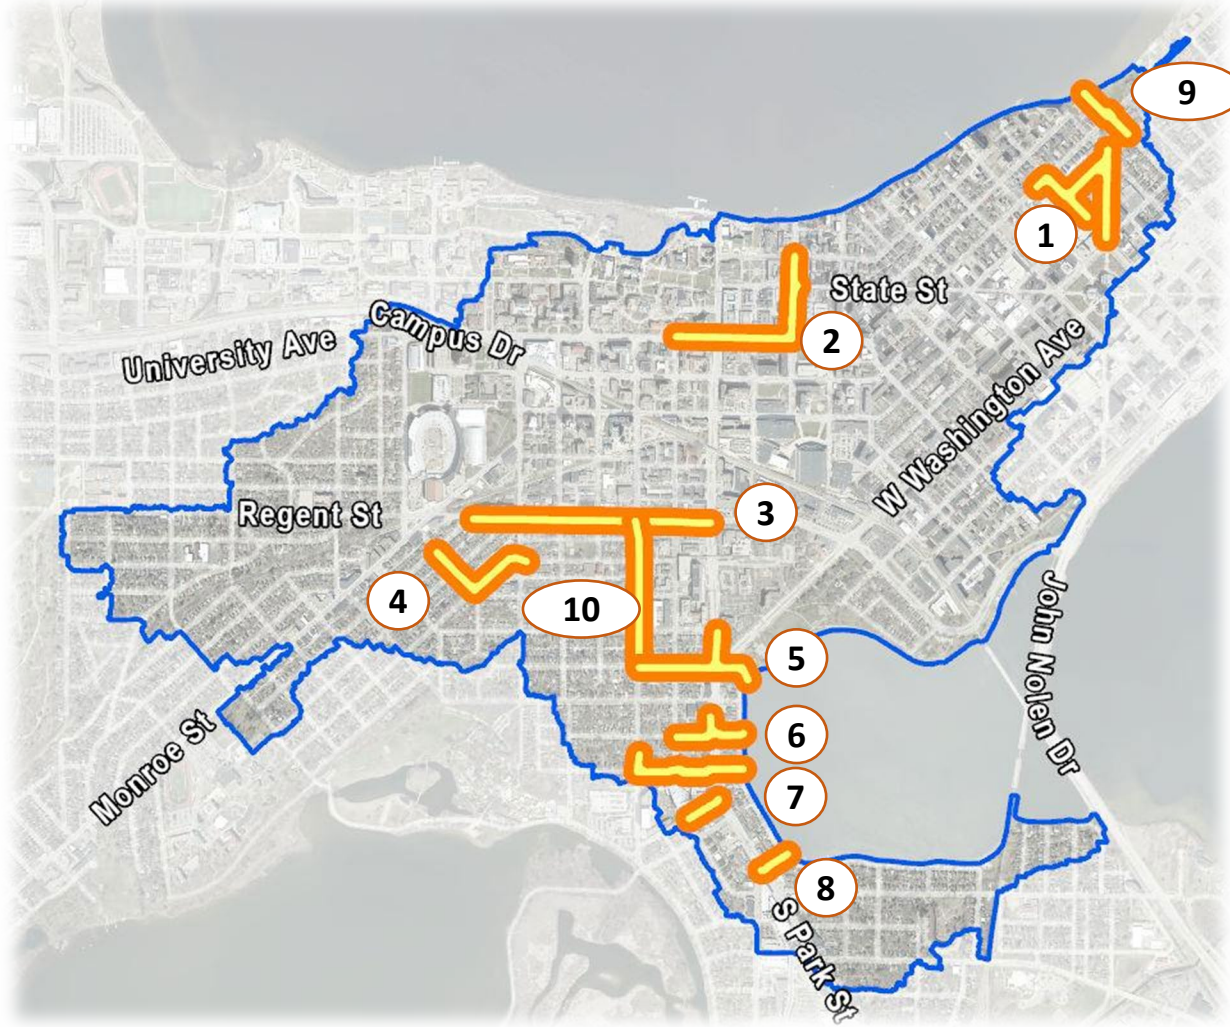 9
1
State St
2
Campus Dr
University Ave
W Washington Ave
3
Regent St
4
10
John Nolen Dr
5
6
Monroe St
7
8
S Park St